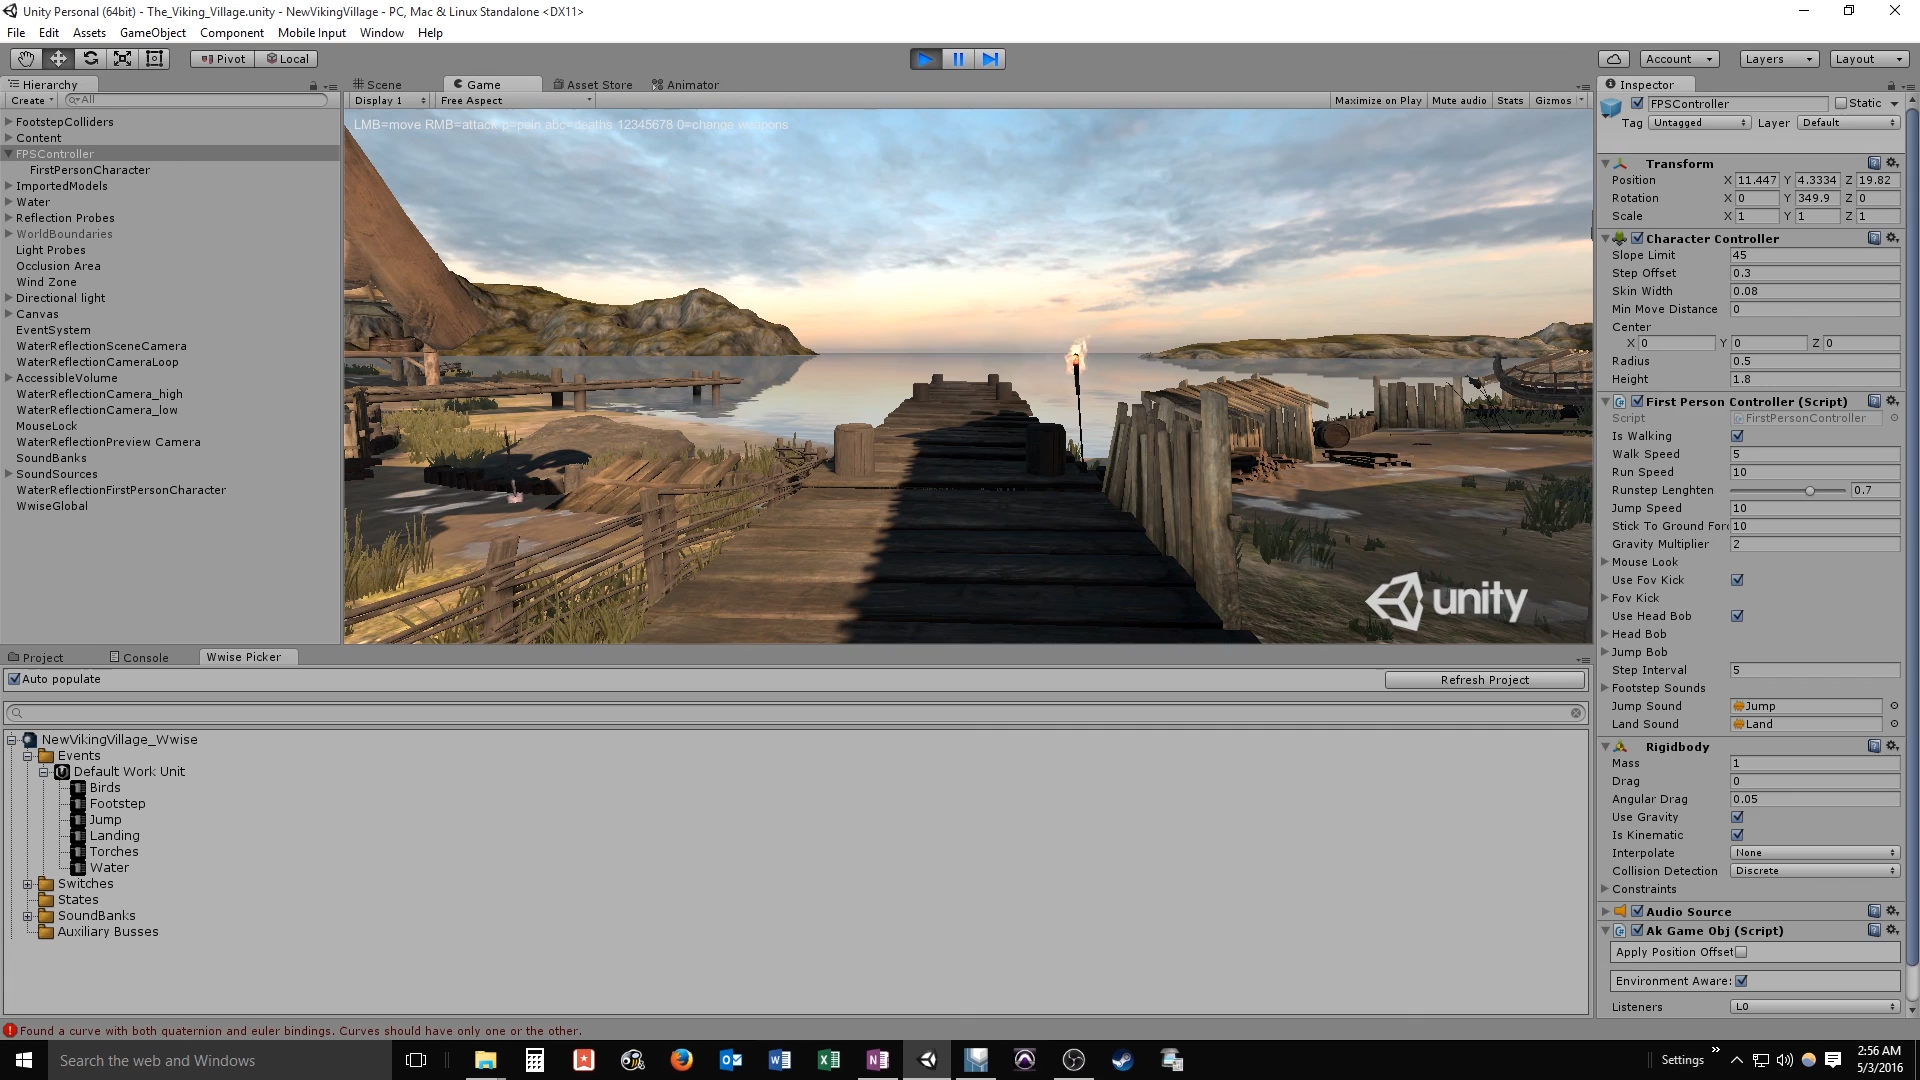 Unity Personal (64bit) - The_Viking_Village.unity - NewVikingVillage - PC, Mac & Linux Standalone <DX11>
File Edit Assets GameObject Component Mobile Input Window Help
Pivot Local Account Layers Layout
Hierarchy
Create All
FootstepColliders
Content
FPSController
FirstPersonCharacter
ImportedModels
Water
Reflection Probes
WorldBoundaries
Light Probes
Occlusion Area
Wind Zone
Directional light
Canvas
EventSystem
WaterReflectionSceneCamera
WaterReflectionCameraLoop
AccessibleVolume
WaterReflectionCamera_high
WaterReflectionCamera_low
MouseLock
WaterReflectionPreview Camera
SoundBanks
SoundSources
WaterReflectionFirstPersonCharacter
WwiseGlobal
Scene Game Asset Store Animator
Display 1 Free Aspect Maximize on Play Mute audio Stats Gizmos
LMB=move RMB=attack p=pain abc=deaths 12345678 0=change weapons
unity
Project Console Wwise Picker
Auto populate Refresh Project
NewVikingVillage_Wwise
Events
Default Work Unit
Birds
Footstep
Jump
Landing
Torches
Water
Switches
States
SoundBanks
Auxiliary Busses
Inspector
FPSController Static
Tag Untagged Layer Default
Transform
Position X 11.447 Y 4.3334 Z 19.82
Rotation X 0 Y 349.9 Z 0
Scale X 1 Y 1 Z 1
Character Controller
Slope Limit 45
Step Offset 0.3
Skin Width 0.08
Min Move Distance 0
Center
X 0 Y 0 Z 0
Radius 0.5
Height 1.8
First Person Controller (Script)
Script FirstPersonController
Is Walking
Walk Speed 5
Run Speed 10
Runstep Lenghten 0.7
Jump Speed 10
Stick To Ground Forc 10
Gravity Multiplier 2
Mouse Look
Use Fov Kick
Fov Kick
Use Head Bob
Head Bob
Jump Bob
Step Interval 5
Footstep Sounds
Jump Sound Jump
Land Sound Land
Rigidbody
Mass 1
Drag 0
Angular Drag 0.05
Use Gravity
Is Kinematic
Interpolate None
Collision Detection Discrete
Constraints
Audio Source
Ak Game Obj (Script)
Apply Position Offset
Environment Aware:
Listeners L0
Found a curve with both quaternion and euler bindings. Curves should have only one or the other.
Search the web and Windows
Settings
2:56 AM
5/3/2016